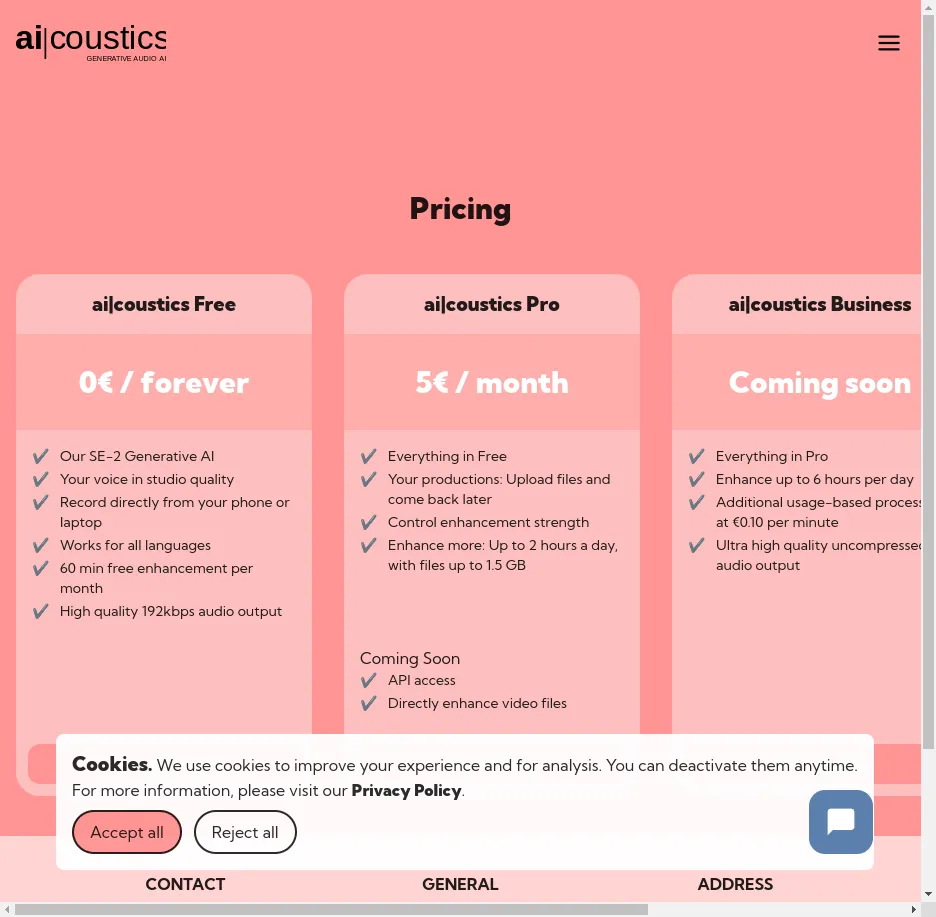 ai|coustics
GENERATIVE AUDIO AI
Pricing
ai|coustics Free
0€ / forever
Our SE-2 Generative AI
Your voice in studio quality
Record directly from your phone or
laptop
Works for all languages
60 min free enhancement per
month
High quality 192kbps audio output
ai|coustics Pro
5€ / month
Everything in Free
Your productions: Upload files and
come back later
Control enhancement strength
Enhance more: Up to 2 hours a day,
with files up to 1.5 GB
Coming Soon
API access
Directly enhance video files
ai|coustics Business
Coming soon
Everything in Pro
Enhance up to 6 hours per day
Additional usage-based process
at €0.10 per minute
Ultra high quality uncompressed
audio output
Cookies. We use cookies to improve your experience and for analysis. You can deactivate them anytime.
For more information, please visit our Privacy Policy.
Accept all
Reject all
CONTACT
GENERAL
ADDRESS